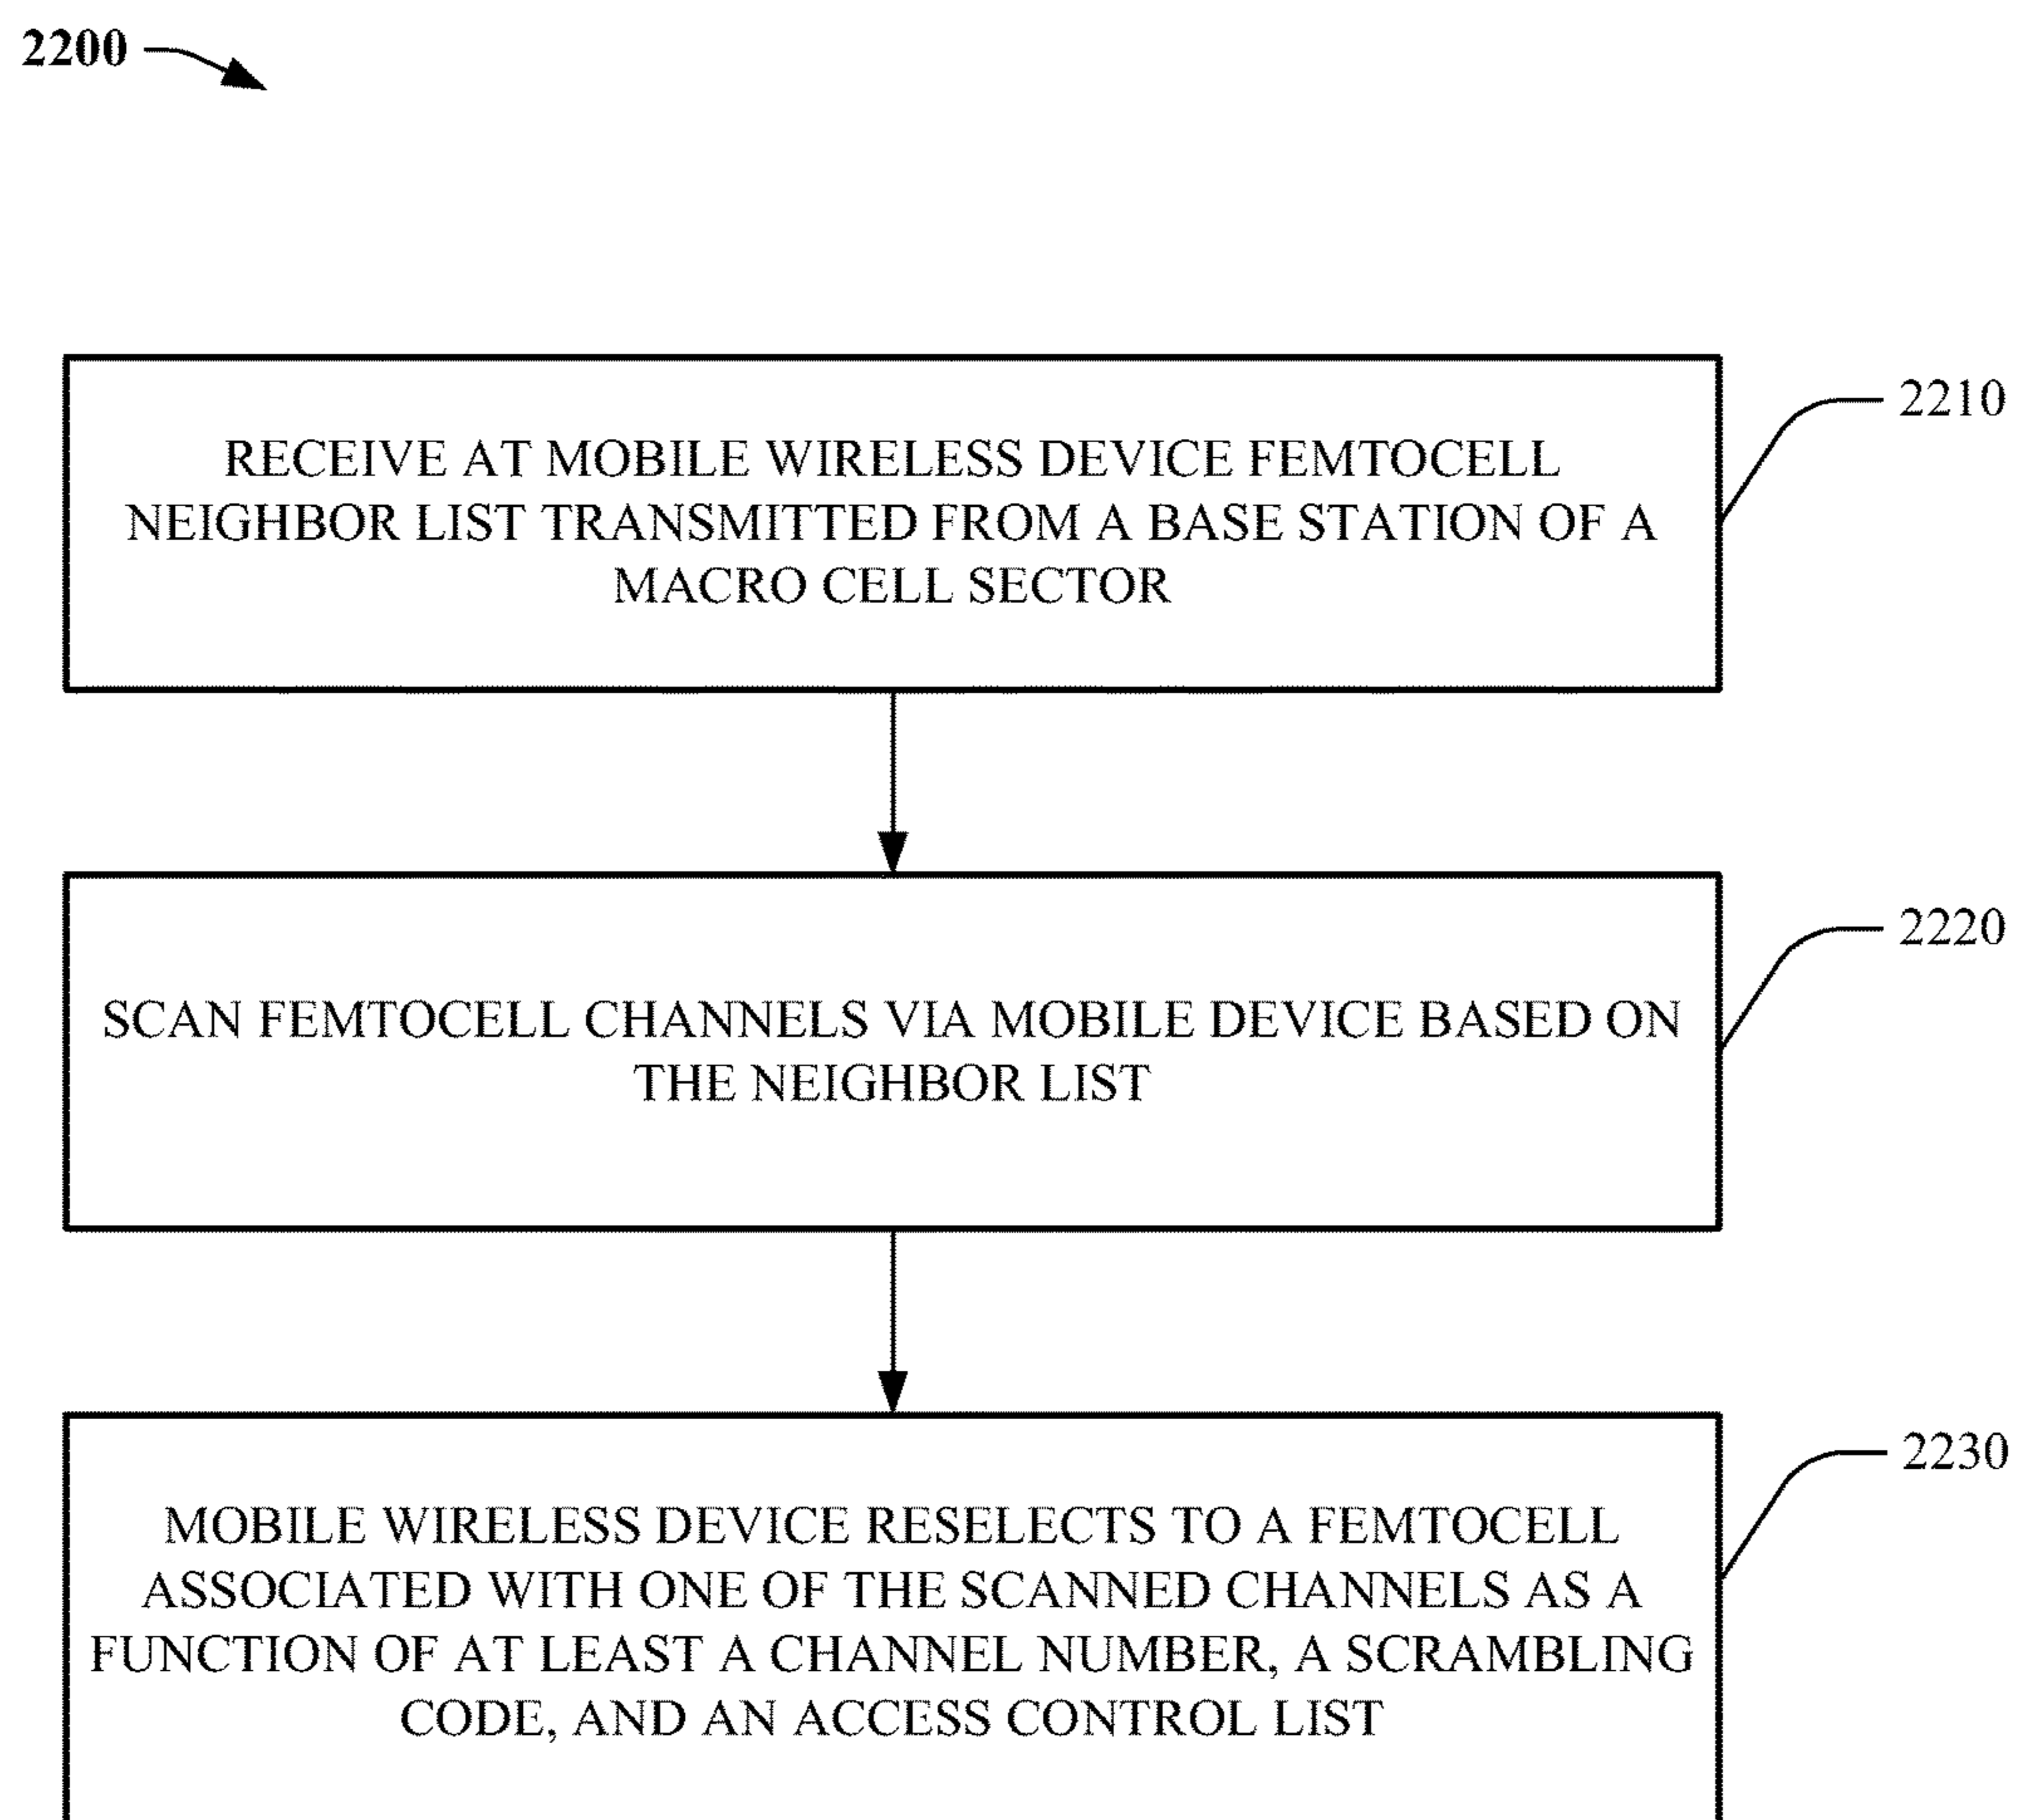 2200
RECEIVE AT MOBILE WIRELESS DEVICE FEMTOCELL
NEIGHBOR LIST TRANSMITTED FROM A BASE STATION OF A
MACRO CELL SECTOR
2210
SCAN FEMTOCELL CHANNELS VIA MOBILE DEVICE BASED ON
THE NEIGHBOR LIST
2220
MOBILE WIRELESS DEVICE RESELECTS TO A FEMTOCELL
ASSOCIATED WITH ONE OF THE SCANNED CHANNELS AS A
FUNCTION OF AT LEAST A CHANNEL NUMBER, A SCRAMBLING
CODE, AND AN ACCESS CONTROL LIST
2230